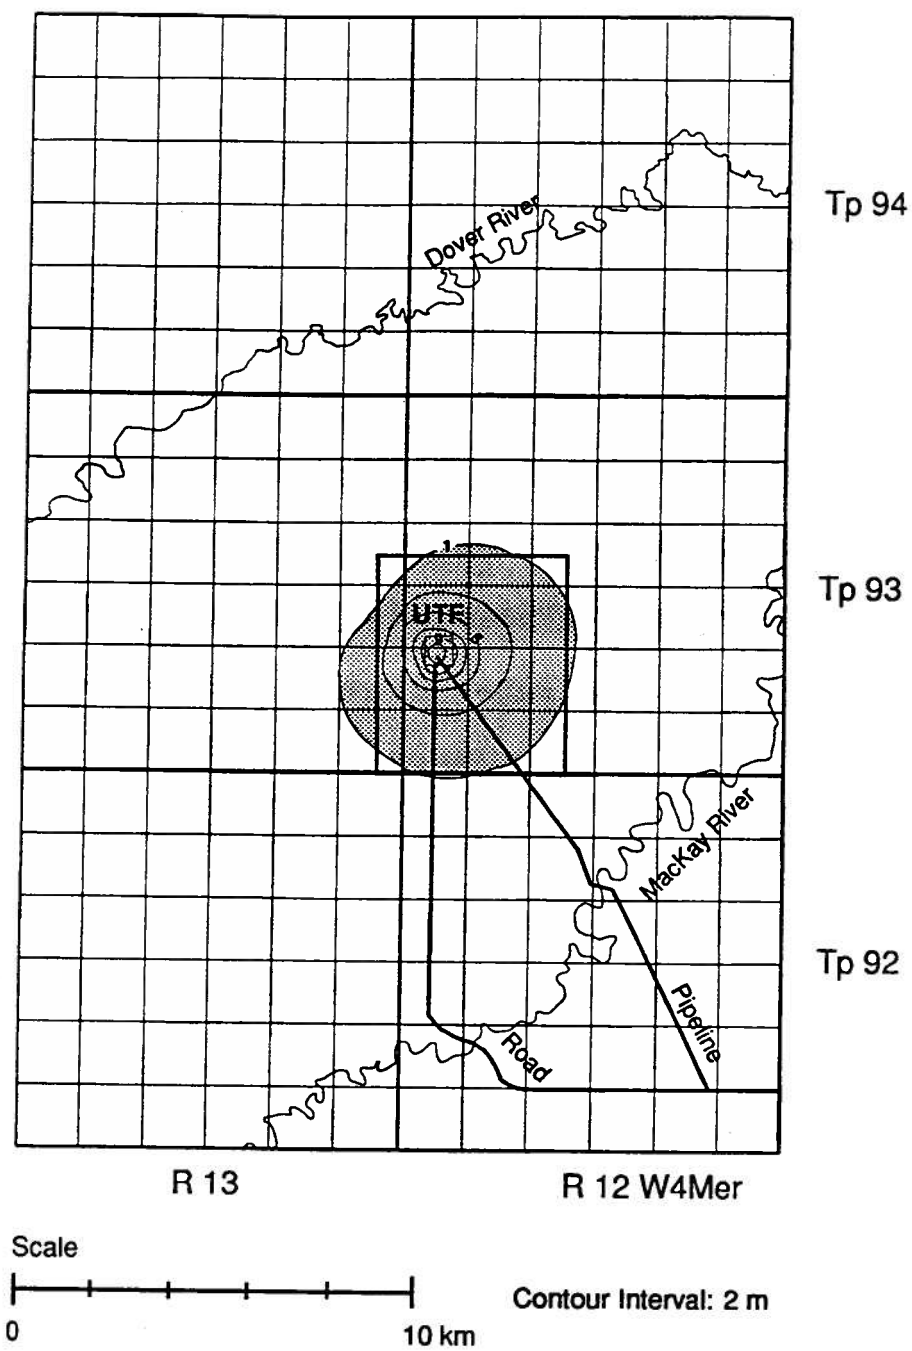 Tp 94
Dover River
.1
Tp 93
UTF
MacKay River
Tp 92
Pipeline
Road
R 13
R 12 W4Mer
Scale
0
10 km
Contour Interval: 2 m